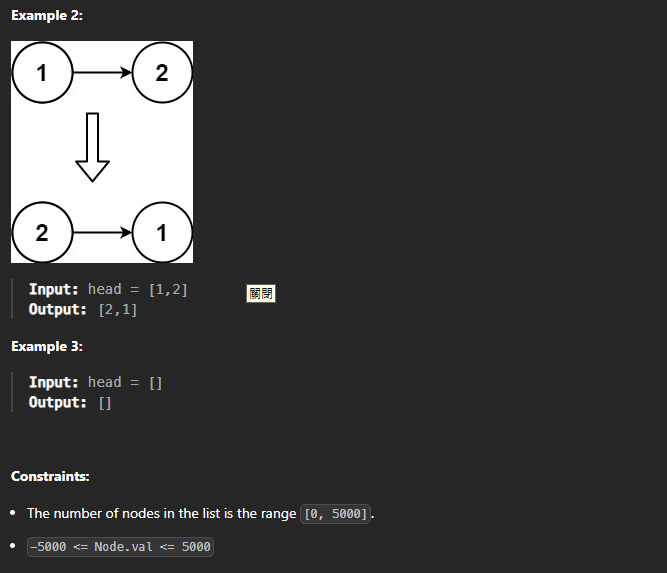 Example 2:
1 2
2 1
Input: head = [1,2]
Output: [2,1]
關閉
Example 3:
Input: head = []
Output: []
Constraints:
• The number of nodes in the list is the range [0, 5000].
• -5000 <= Node.val <= 5000